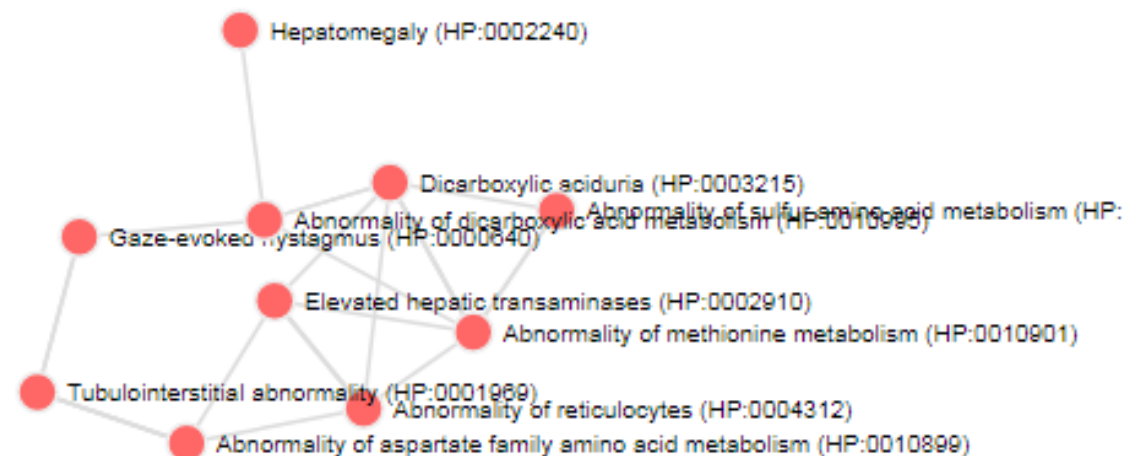 Hepatomegaly (HP:0002240)
Dicarboxylic aciduria (HP:0003215)
Abnormality of sulfur amino acid metabolism (HP:
Abnormality of dicarboxylic acid metabolism (HP:0010995)
Gaze-evoked nystagmus (HP:0000640)
Elevated hepatic transaminases (HP:0002910)
Abnormality of methionine metabolism (HP:0010901)
Tubulointerstitial abnormality (HP:0001969)
Abnormality of reticulocytes (HP:0004312)
Abnormality of aspartate family amino acid metabolism (HP:0010899)